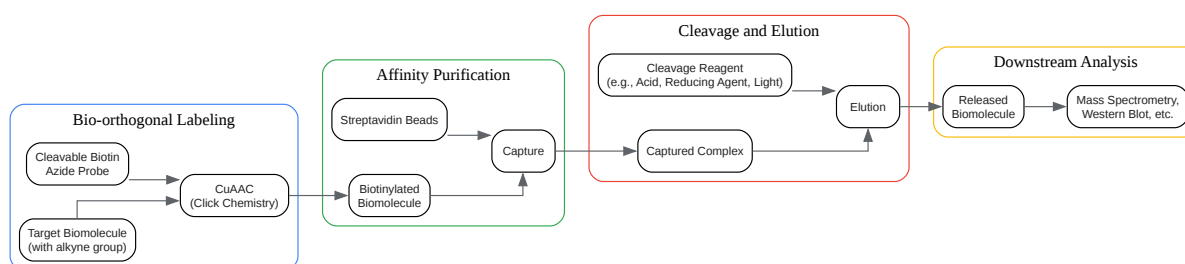 Bio-orthogonal Labeling
Cleavable Biotin
Azide Probe
Target Biomolecule
(with alkyne group)
CuAAC
(Click Chemistry)
Affinity Purification
Streptavidin Beads
Biotinylated
Biomolecule
Capture
Cleavage and Elution
Cleavage Reagent
(e.g., Acid, Reducing Agent, Light)
Captured Complex
Elution
Downstream Analysis
Released
Biomolecule
Mass Spectrometry,
Western Blot, etc.